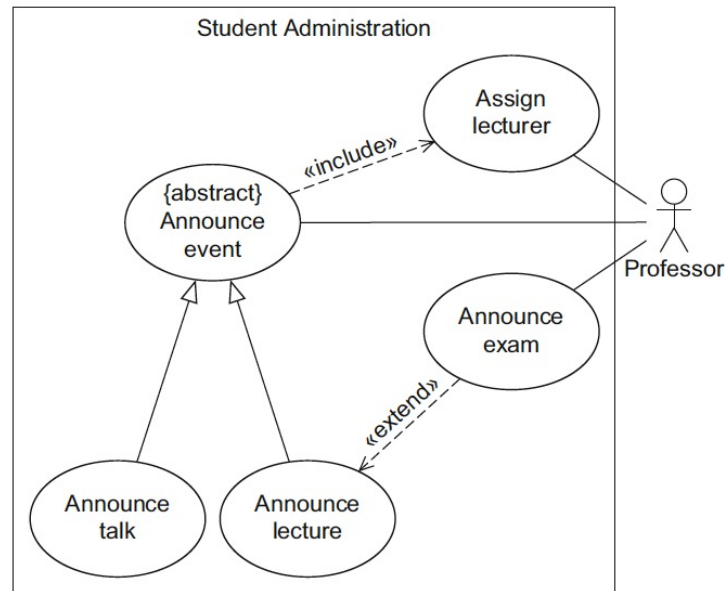 Student Administration
Assign
lecturer
«include»
{abstract}
Announce
event
Professor
Announce
exam
«extend»
Announce
talk
Announce
lecture